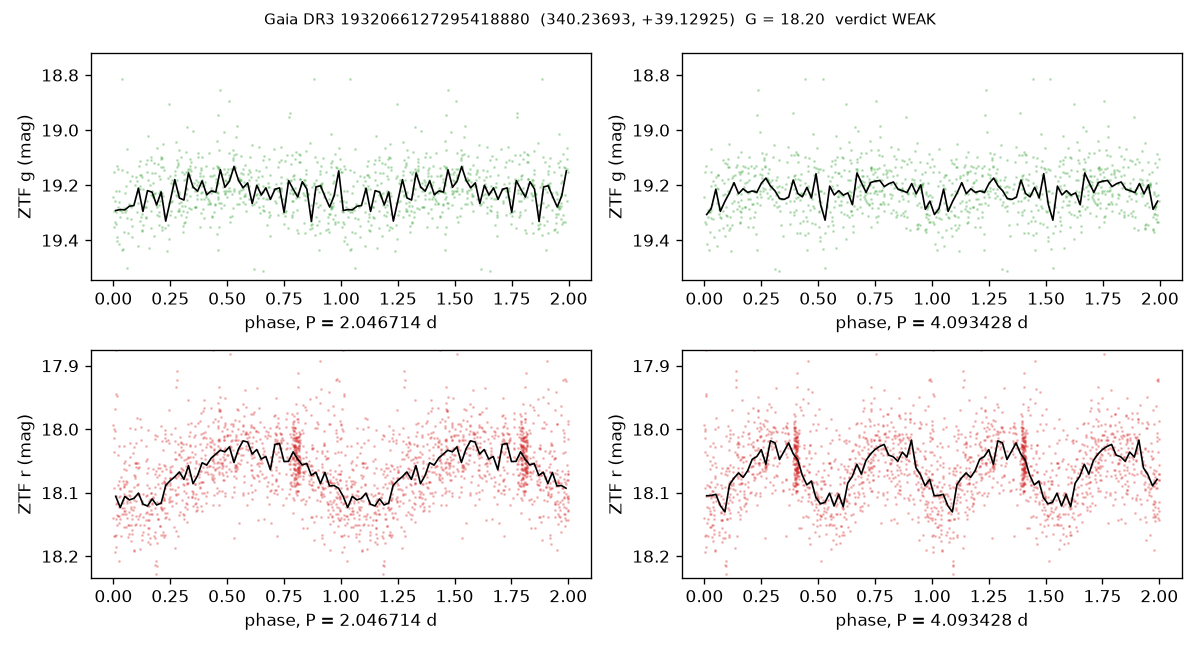 Gaia DR3 1932066127295418880 (340.23693, +39.12925) G = 18.20 verdict WEAK
ZTF g (mag)
18.8
19.0
19.2
19.4
0.00 0.25 0.50 0.75 1.00 1.25 1.50 1.75 2.00
phase, P = 2.046714 d
ZTF g (mag)
18.8
19.0
19.2
19.4
0.00 0.25 0.50 0.75 1.00 1.25 1.50 1.75 2.00
phase, P = 4.093428 d
ZTF r (mag)
17.9
18.0
18.1
18.2
0.00 0.25 0.50 0.75 1.00 1.25 1.50 1.75 2.00
phase, P = 2.046714 d
ZTF r (mag)
17.9
18.0
18.1
18.2
0.00 0.25 0.50 0.75 1.00 1.25 1.50 1.75 2.00
phase, P = 4.093428 d